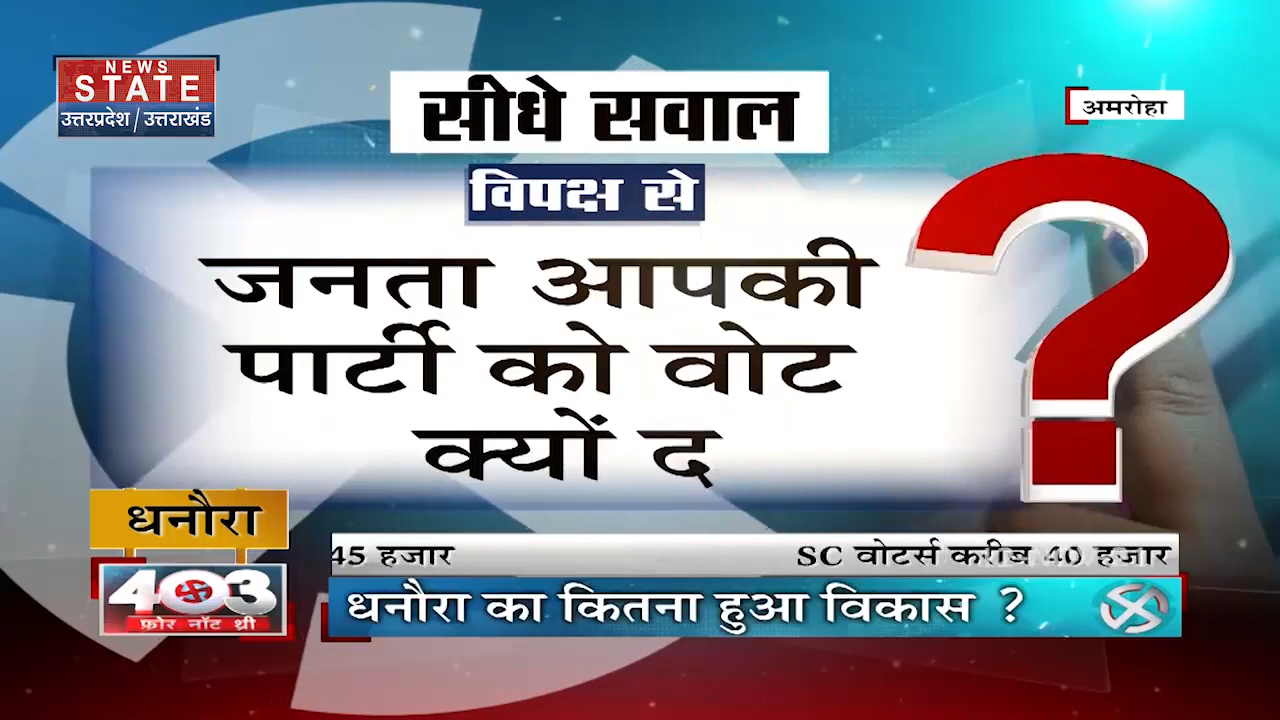 NEWS
STATE
उत्तरप्रदेश/उत्तराखंड
सीधे सवाल
अमरोहा
विपक्ष से
जनता आपकी
पार्टी को वोट
क्यों द
?
धनौरा
403
फ़ोर नॉट थ्री
45 हजार SC वोटर्स करीब 40 हजार
धनौरा का कितना हुआ विकास ?